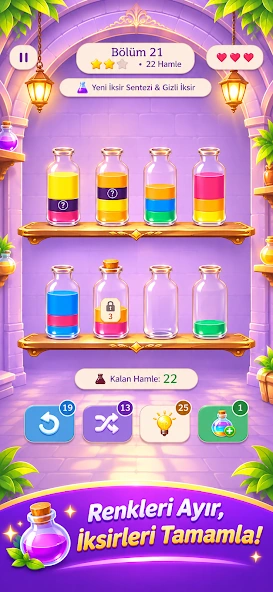 Bölüm 21
• 22 Hamle
Yeni İksir Sentezi & Gizli İksir
?
?
3
Kalan Hamle: 22
19
13
25
1
Renkleri Ayır,
İksirleri Tamamla!